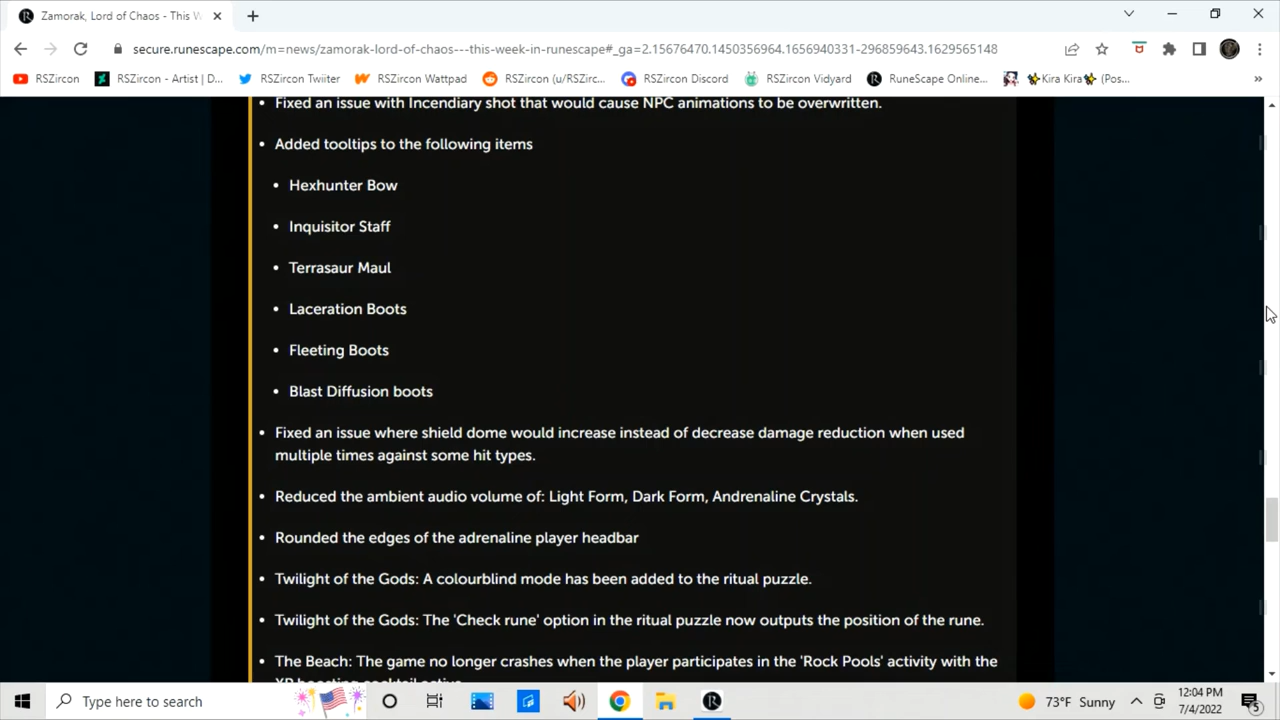 Zamorak, Lord of Chaos - This W
secure.runescape.com/m=news/zamorak-lord-of-chaos---this-week-in-runescape#_ga=2.15676470.1450356964.1656940331-296859643.1629565148
RSZircon
RSZircon - Artist | D...
RSZircon Twiiter
RSZircon Wattpad
RSZircon (u/RSZirc...
RSZircon Discord
RSZircon Vidyard
RuneScape Online...
Kira Kira (Pos...
»
• Fixed an issue with Incendiary shot that would cause NPC animations to be overwritten.
• Added tooltips to the following items
• Hexhunter Bow
• Inquisitor Staff
• Terrasaur Maul
• Laceration Boots
• Fleeting Boots
• Blast Diffusion boots
• Fixed an issue where shield dome would increase instead of decrease damage reduction when used
multiple times against some hit types.
• Reduced the ambient audio volume of: Light Form, Dark Form, Andrenaline Crystals.
• Rounded the edges of the adrenaline player headbar
• Twilight of the Gods: A colourblind mode has been added to the ritual puzzle.
• Twilight of the Gods: The 'Check rune' option in the ritual puzzle now outputs the position of the rune.
• The Beach: The game no longer crashes when the player participates in the 'Rock Pools' activity with the
XP boosting cocktail active
Type here to search
73°F Sunny
12:04 PM
7/4/2022
5